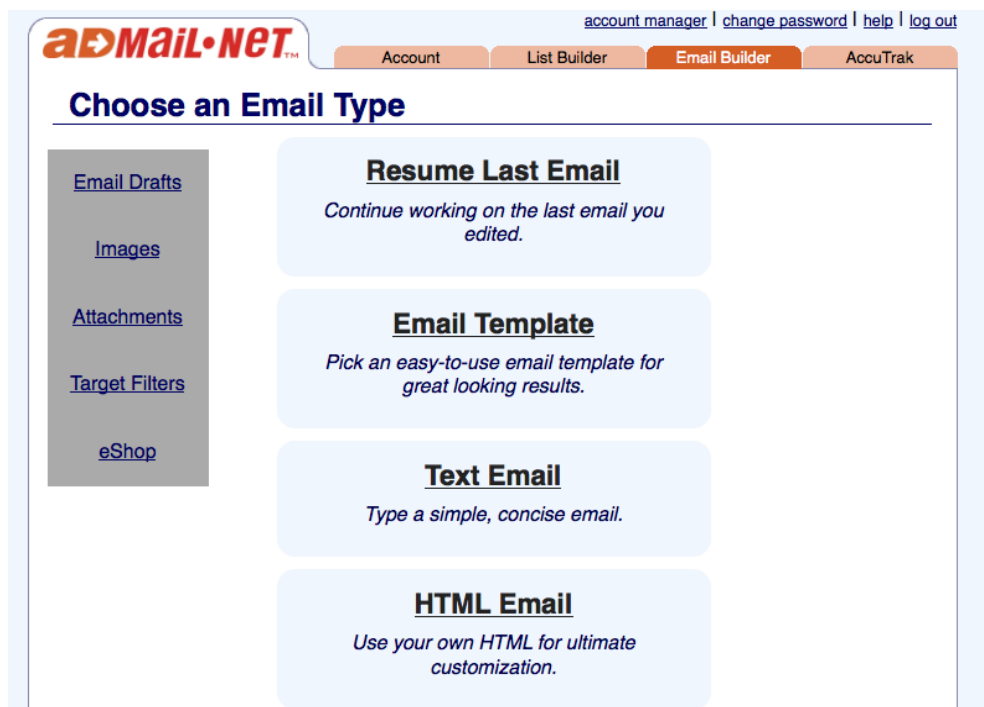 account manager | change password | help | log out
aDMaiL•NeT™
Account List Builder Email Builder AccuTrak
Choose an Email Type
Email Drafts
Images
Attachments
Target Filters
eShop
Resume Last Email
Continue working on the last email you
edited.
Email Template
Pick an easy-to-use email template for
great looking results.
Text Email
Type a simple, concise email.
HTML Email
Use your own HTML for ultimate
customization.